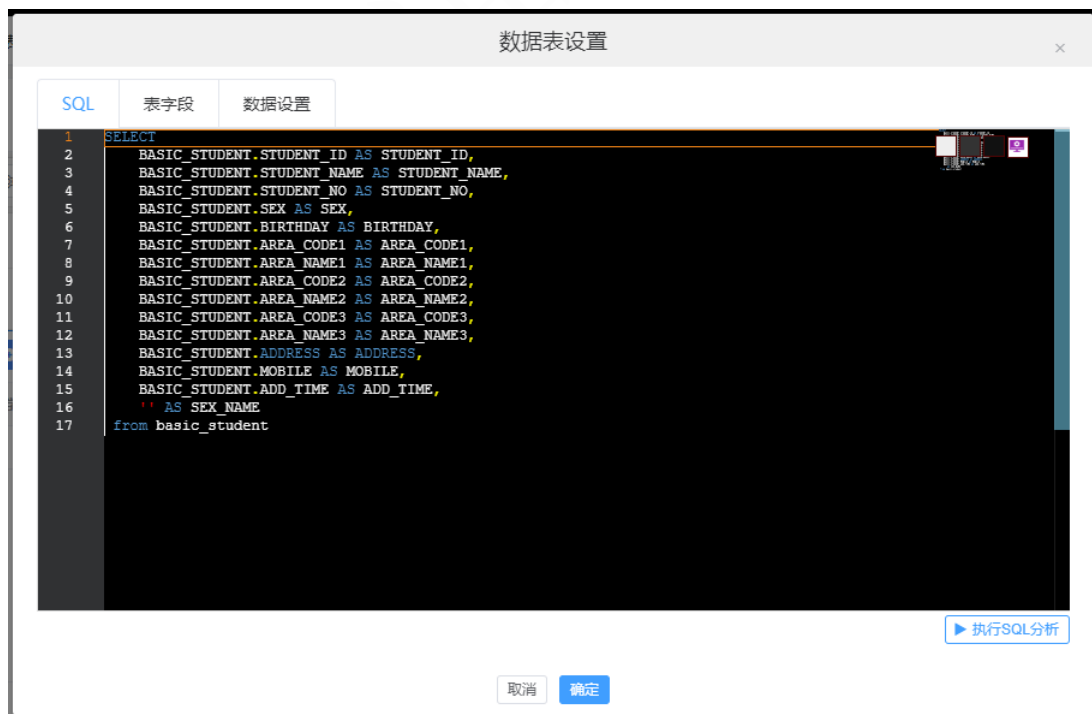 数据表设置
×
SQL 表字段 数据设置
1 SELECT
2 BASIC_STUDENT.STUDENT_ID AS STUDENT_ID,
3 BASIC_STUDENT.STUDENT_NAME AS STUDENT_NAME,
4 BASIC_STUDENT.STUDENT_NO AS STUDENT_NO,
5 BASIC_STUDENT.SEX AS SEX,
6 BASIC_STUDENT.BIRTHDAY AS BIRTHDAY,
7 BASIC_STUDENT.AREA_CODE1 AS AREA_CODE1,
8 BASIC_STUDENT.AREA_NAME1 AS AREA_NAME1,
9 BASIC_STUDENT.AREA_CODE2 AS AREA_CODE2,
10 BASIC_STUDENT.AREA_NAME2 AS AREA_NAME2,
11 BASIC_STUDENT.AREA_CODE3 AS AREA_CODE3,
12 BASIC_STUDENT.AREA_NAME3 AS AREA_NAME3,
13 BASIC_STUDENT.ADDRESS AS ADDRESS,
14 BASIC_STUDENT.MOBILE AS MOBILE,
15 BASIC_STUDENT.ADD_TIME AS ADD_TIME,
16 '' AS SEX_NAME
17 from basic_student
执行SQL分析
取消 确定